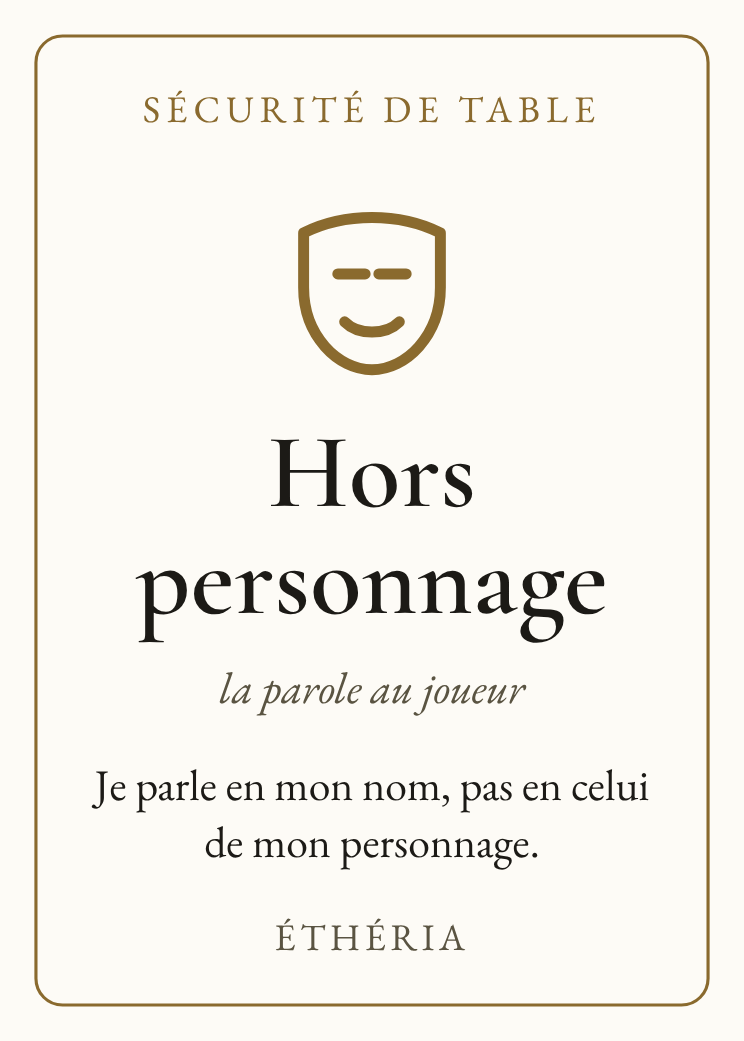 SÉCURITÉ DE TABLE
Hors
personnage
la parole au joueur
Je parle en mon nom, pas en celui
de mon personnage.
ÉTHÉRIA